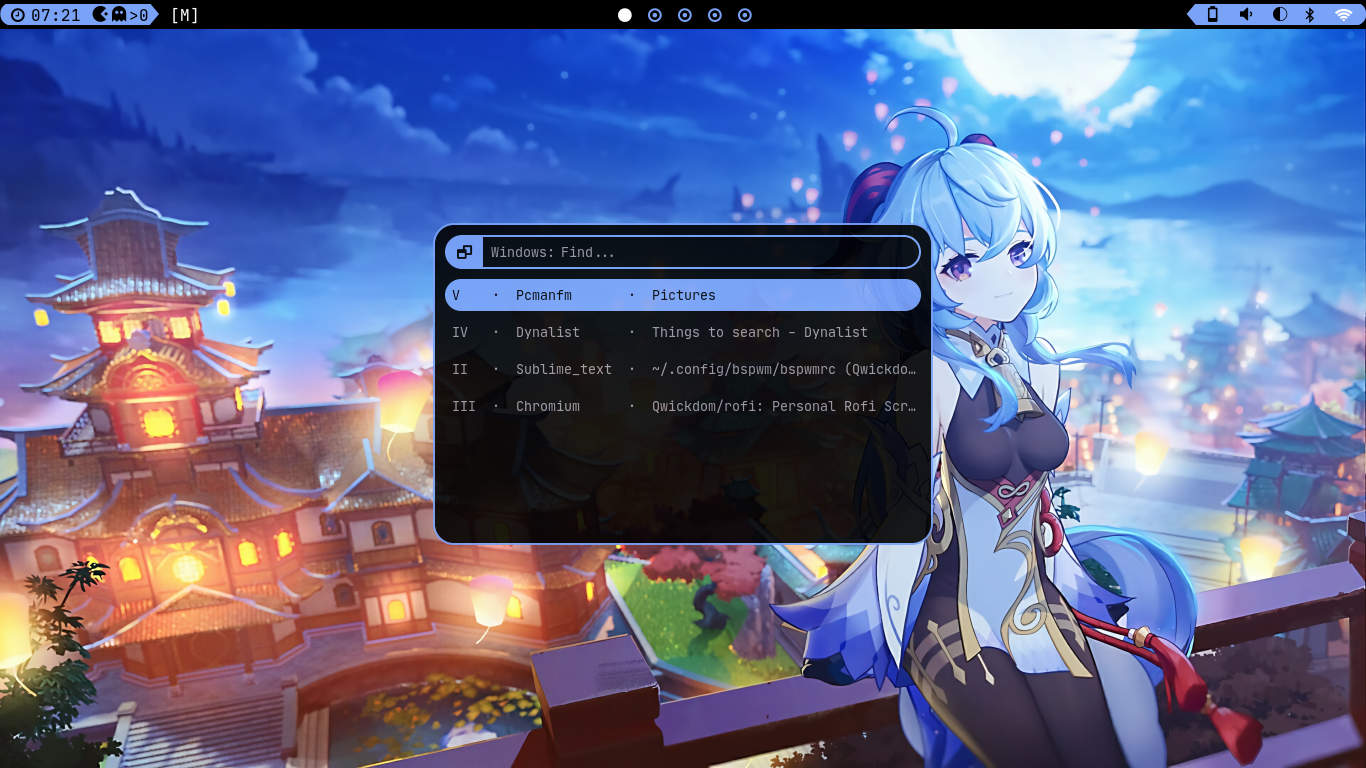 07:21 >0 [M]
Windows: Find...
V · Pcmanfm · Pictures
IV · Dynalist · Things to search - Dynalist
II · Sublime_text · ~/.config/bspwm/bspwmrc (Qwickdo…
III · Chromium · Qwickdom/rofi: Personal Rofi Scr…